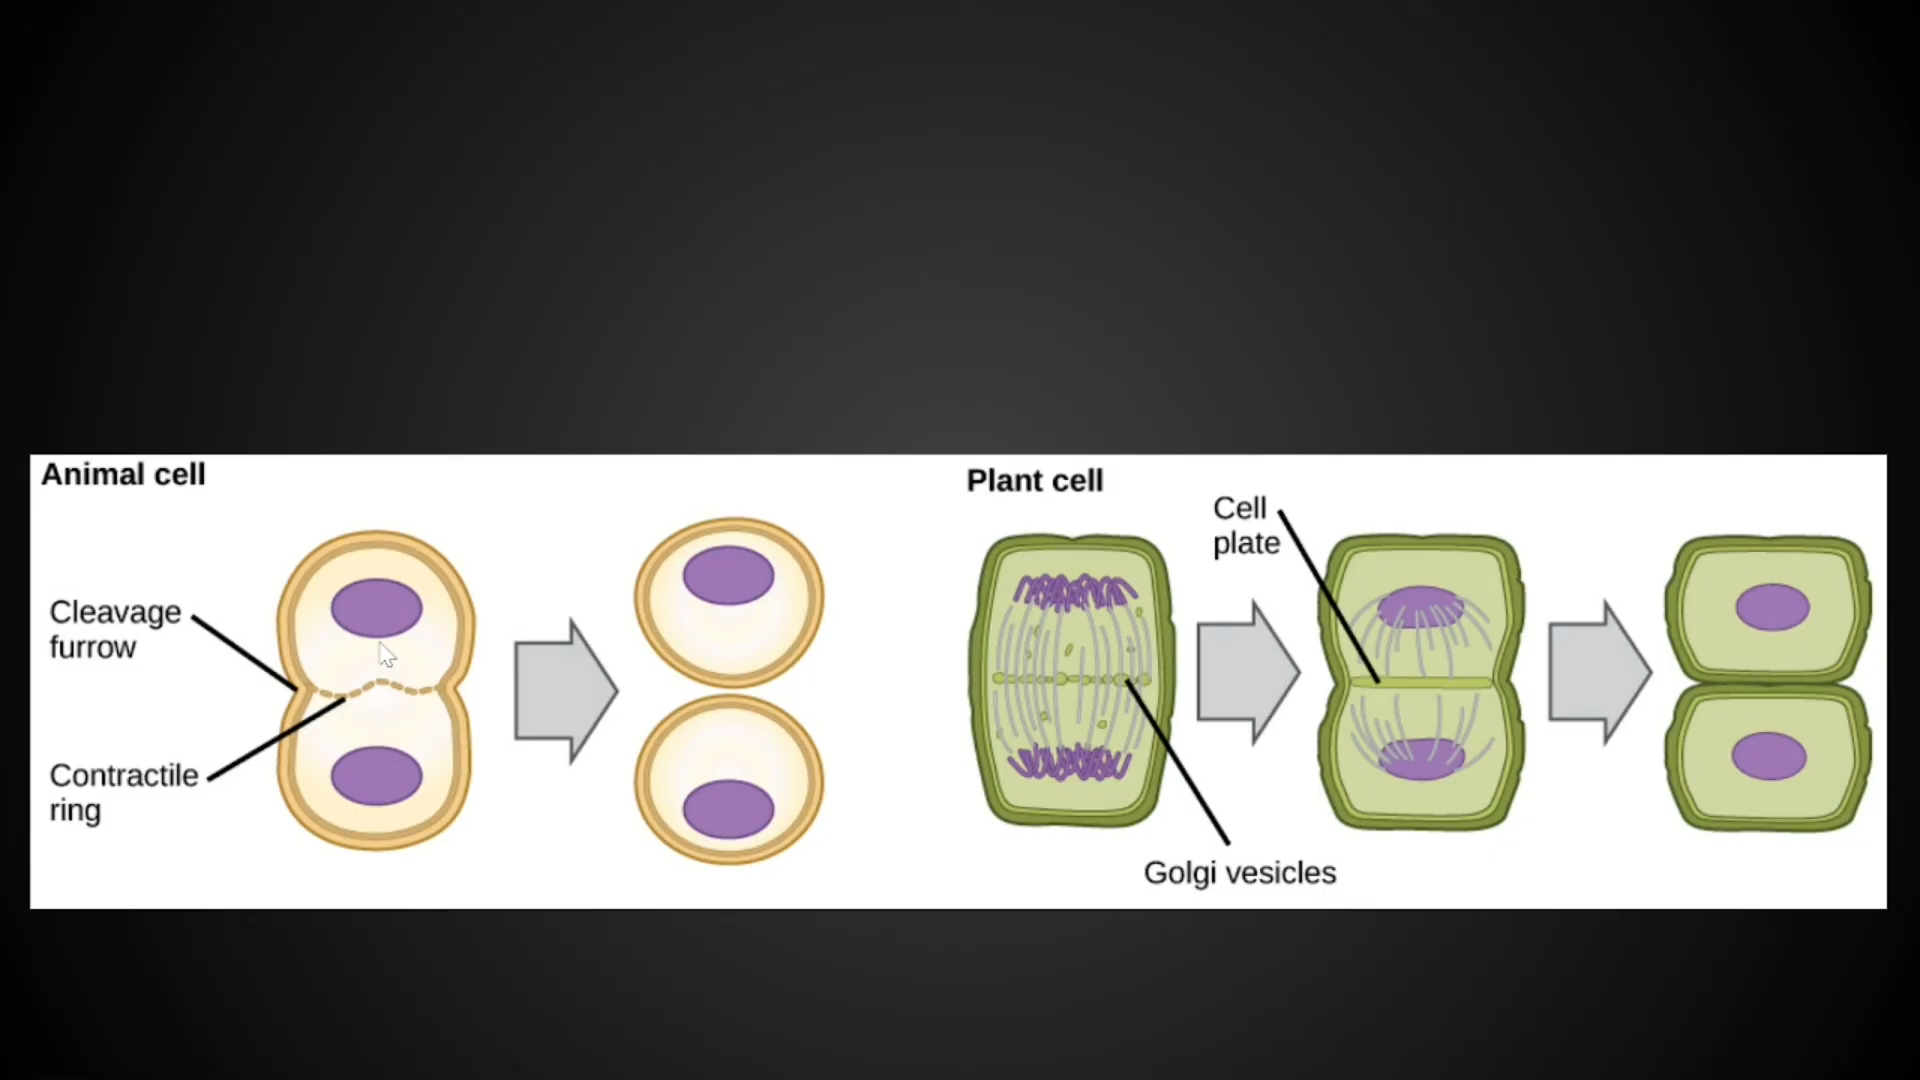 Animal cell
Cleavage
furrow
Contractile
ring
Plant cell
Cell
plate
Golgi vesicles